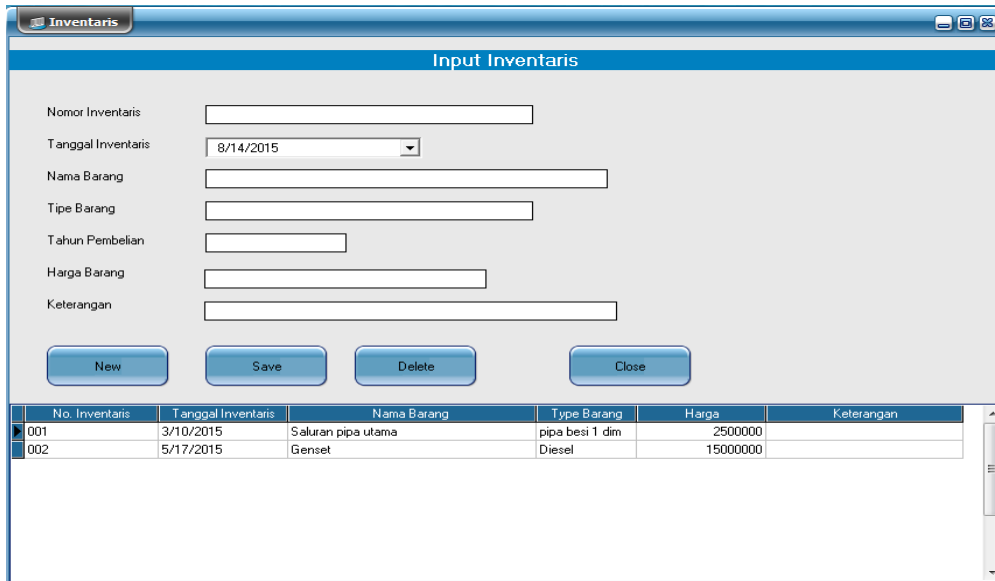 Inventaris
Input Inventaris
Nomor Inventaris
Tanggal Inventaris 8/14/2015
Nama Barang
Tipe Barang
Tahun Pembelian
Harga Barang
Keterangan
New Save Delete Close
No. Inventaris Tanggal Inventaris Nama Barang Type Barang Harga Keterangan
001 3/10/2015 Saluran pipa utama pipa besi 1 dim 2500000
002 5/17/2015 Genset Diesel 15000000